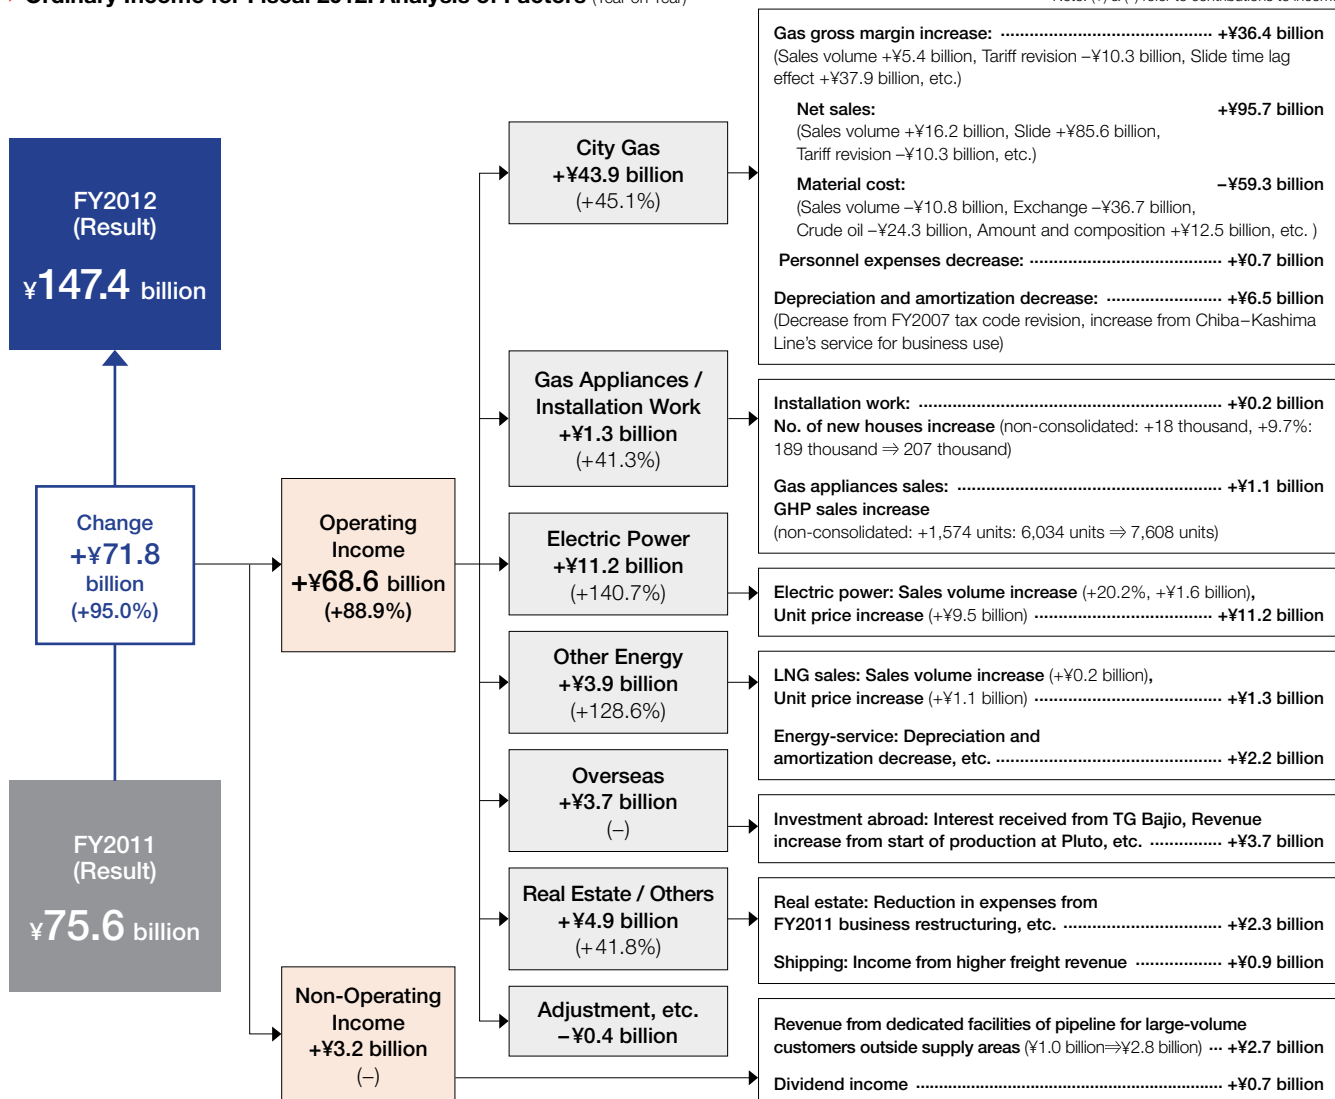 Ordinary Income for Fiscal 2012: Analysis of Factors (Year on Year)
Note: (+) & (–) refer to contributions to income
FY2012
(Result)
¥147.4 billion
Change
+¥71.8
billion
(+95.0%)
FY2011
(Result)
¥75.6 billion
Operating
Income
+¥68.6 billion
(+88.9%)
Non-Operating
Income
+¥3.2 billion
(–)
City Gas
+¥43.9 billion
(+45.1%)
Gas Appliances /
Installation Work
+¥1.3 billion
(+41.3%)
Electric Power
+¥11.2 billion
(+140.7%)
Other Energy
+¥3.9 billion
(+128.6%)
Overseas
+¥3.7 billion
(–)
Real Estate / Others
+¥4.9 billion
(+41.8%)
Adjustment, etc.
–¥0.4 billion
Gas gross margin increase: +¥36.4 billion
(Sales volume +¥5.4 billion, Tariff revision –¥10.3 billion, Slide time lag
effect +¥37.9 billion, etc.)
Net sales: +¥95.7 billion
(Sales volume +¥16.2 billion, Slide +¥85.6 billion,
Tariff revision –¥10.3 billion, etc.)
Material cost: –¥59.3 billion
(Sales volume –¥10.8 billion, Exchange –¥36.7 billion,
Crude oil –¥24.3 billion, Amount and composition +¥12.5 billion, etc. )
Personnel expenses decrease: +¥0.7 billion
Depreciation and amortization decrease: +¥6.5 billion
(Decrease from FY2007 tax code revision, increase from Chiba–Kashima
Line's service for business use)
Installation work: +¥0.2 billion
No. of new houses increase (non-consolidated: +18 thousand, +9.7%:
189 thousand ⇒ 207 thousand)
Gas appliances sales: +¥1.1 billion
GHP sales increase
(non-consolidated: +1,574 units: 6,034 units ⇒ 7,608 units)
Electric power: Sales volume increase (+20.2%, +¥1.6 billion),
Unit price increase (+¥9.5 billion) +¥11.2 billion
LNG sales: Sales volume increase (+¥0.2 billion),
Unit price increase (+¥1.1 billion) +¥1.3 billion
Energy-service: Depreciation and
amortization decrease, etc. +¥2.2 billion
Investment abroad: Interest received from TG Bajio, Revenue
increase from start of production at Pluto, etc. +¥3.7 billion
Real estate: Reduction in expenses from
FY2011 business restructuring, etc. +¥2.3 billion
Shipping: Income from higher freight revenue +¥0.9 billion
Revenue from dedicated facilities of pipeline for large-volume
customers outside supply areas (¥1.0 billion⇒¥2.8 billion) +¥2.7 billion
Dividend income +¥0.7 billion